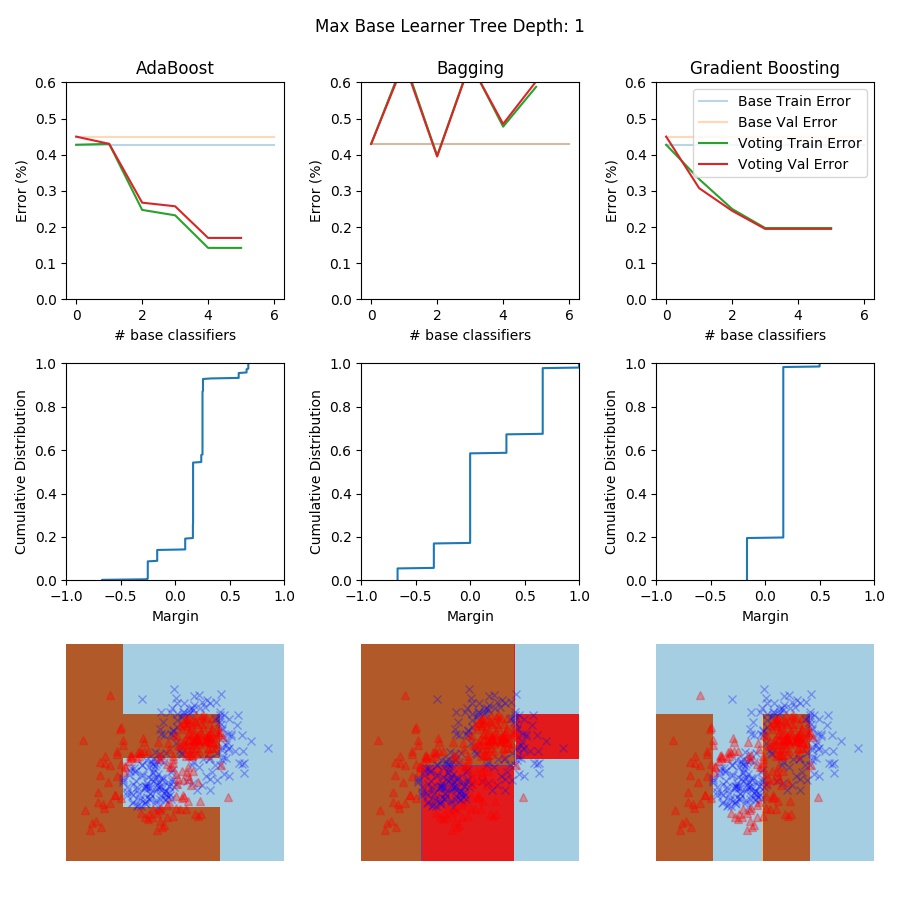 Max Base Learner Tree Depth: 1
AdaBoost
Bagging
Gradient Boosting
0.6
0.5
0.4
0.3
0.2
0.1
0.0
Error (%)
0 2 4 6
# base classifiers
0.6
0.5
0.4
0.3
0.2
0.1
0.0
Error (%)
0 2 4 6
# base classifiers
0.6
0.5
0.4
0.3
0.2
0.1
0.0
Error (%)
Base Train Error
Base Val Error
Voting Train Error
Voting Val Error
0 2 4 6
# base classifiers
1.0
0.8
0.6
0.4
0.2
0.0
Cumulative Distribution
−1.0 −0.5 0.0 0.5 1.0
Margin
1.0
0.8
0.6
0.4
0.2
0.0
Cumulative Distribution
−1.0 −0.5 0.0 0.5 1.0
Margin
1.0
0.8
0.6
0.4
0.2
0.0
Cumulative Distribution
−1.0 −0.5 0.0 0.5 1.0
Margin